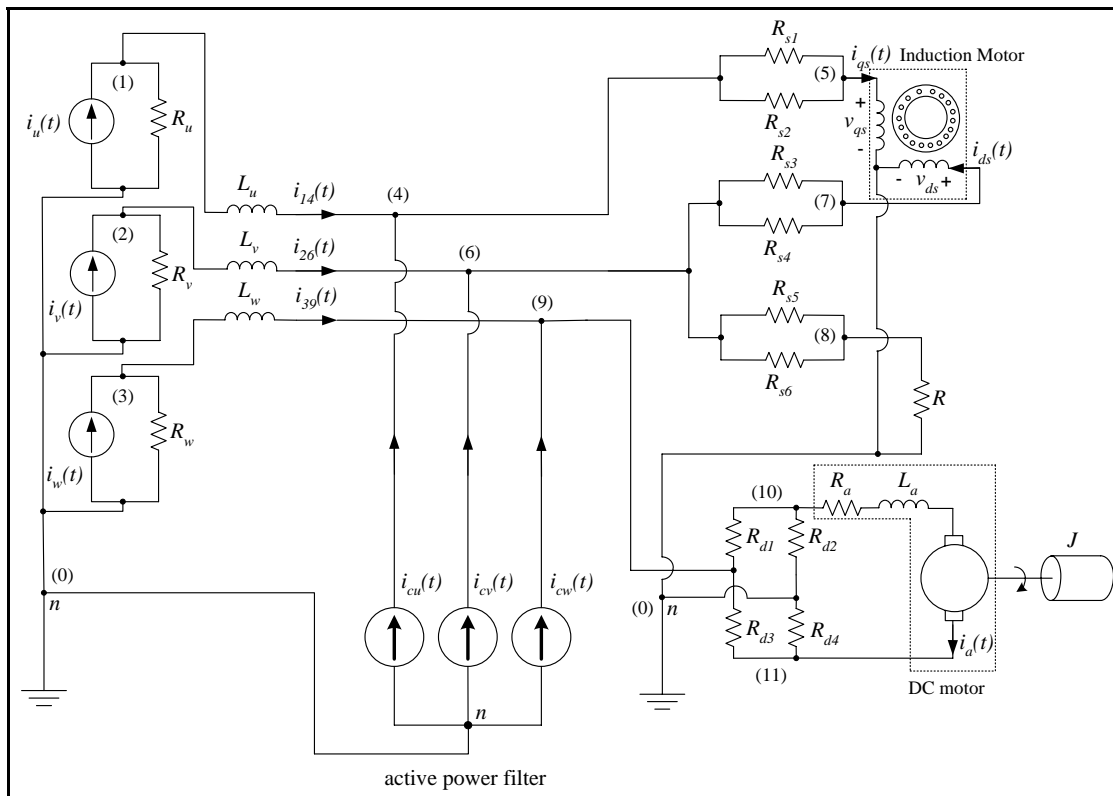 R_s1
i_qs(t)
Induction Motor
(1)
(5)
i_u(t)
R_u
R_s2
+
v_qs
-
i_ds(t)
R_s3
- v_ds +
L_u
i_14(t)
(4)
(7)
(2)
L_v
i_26(t)
(6)
R_s4
R_v
i_v(t)
L_w
i_39(t)
(9)
R_s5
(8)
(3)
R_s6
R
R_w
i_w(t)
R_a
L_a
(10)
J
R_d1
R_d2
(0)
i_cu(t)
i_cv(t)
i_cw(t)
n
(0)
n
R_d3
R_d4
i_a(t)
(11)
DC motor
n
active power filter